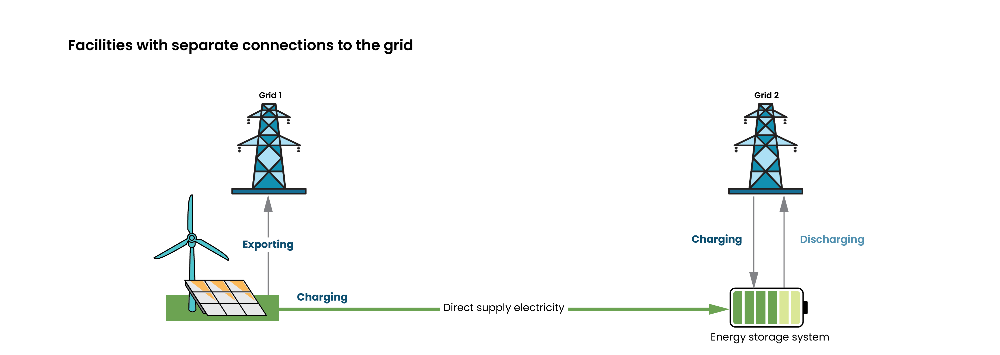 Facilities with separate connections to the grid
Grid 1
Grid 2
Exporting
Charging
Discharging
Charging
Direct supply electricity
Energy storage system